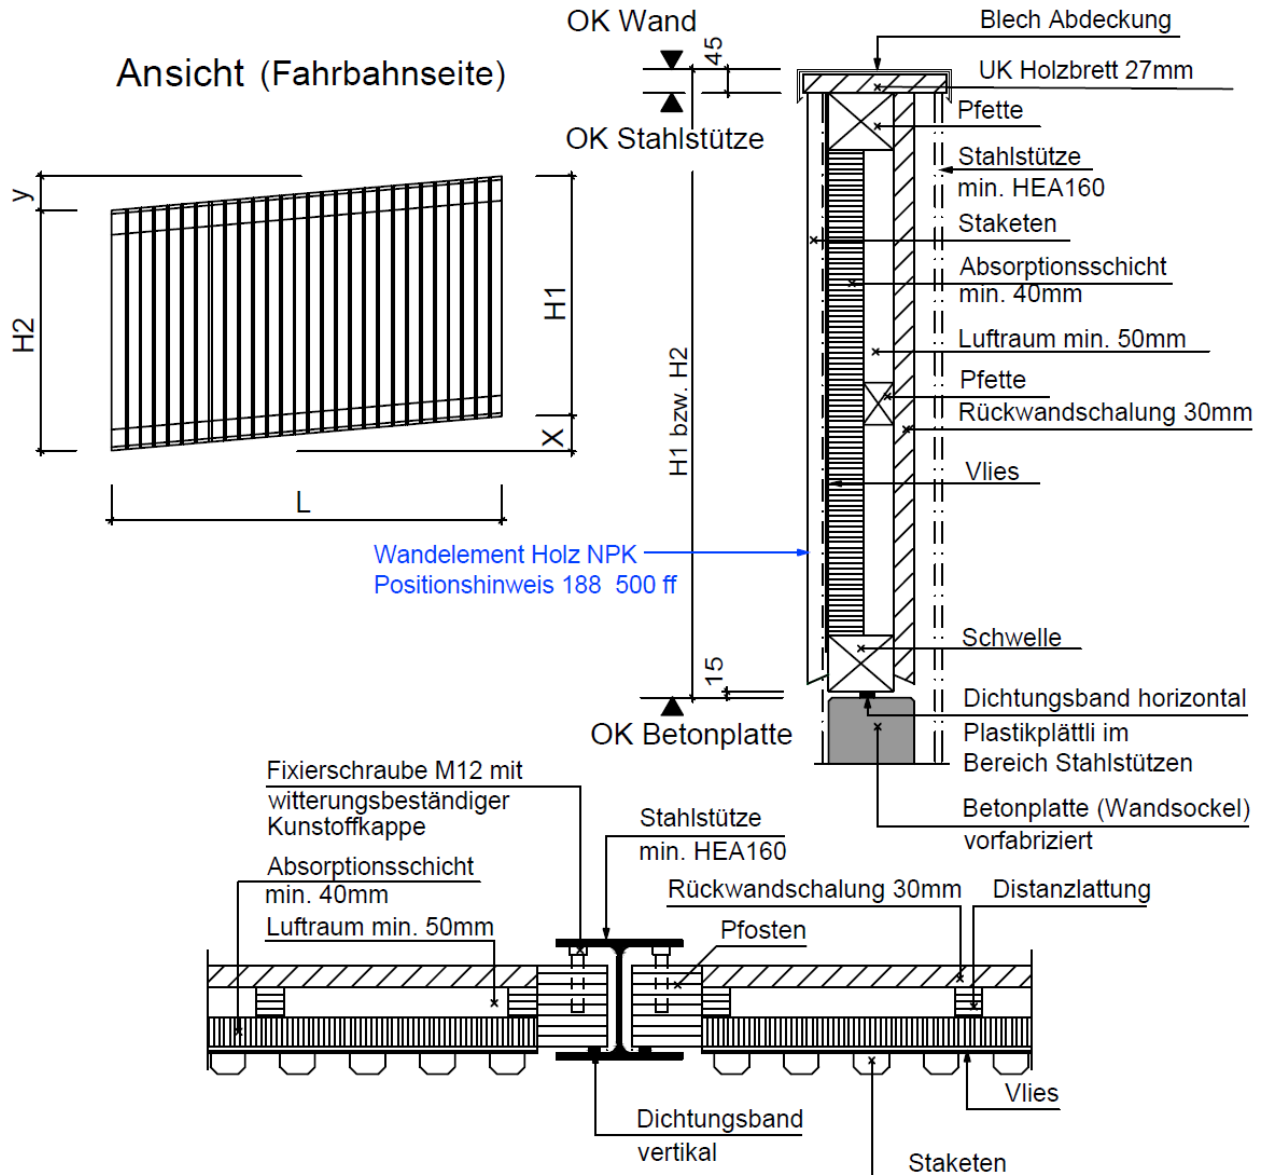 Ansicht (Fahrbahnseite)
y
H2
H1
X
L
OK Wand
45
OK Stahlstütze
H1 bzw. H2
15
OK Betonplatte
Blech Abdeckung
UK Holzbrett 27mm
Pfette
Stahlstütze
min. HEA160
Staketen
Absorptionsschicht
min. 40mm
Luftraum min. 50mm
Pfette
Rückwandschalung 30mm
Vlies
Wandelement Holz NPK
Positionshinweis 188 500 ff
Schwelle
Dichtungsband horizontal
Plastikplättli im
Bereich Stahlstützen
Betonplatte (Wandsockel)
vorfabriziert
Fixierschraube M12 mit
witterungsbeständiger
Kunstoffkappe
Absorptionsschicht
min. 40mm
Luftraum min. 50mm
Stahlstütze
min. HEA160
Rückwandschalung 30mm
Distanzlattung
Pfosten
Vlies
Dichtungsband
vertikal
Staketen